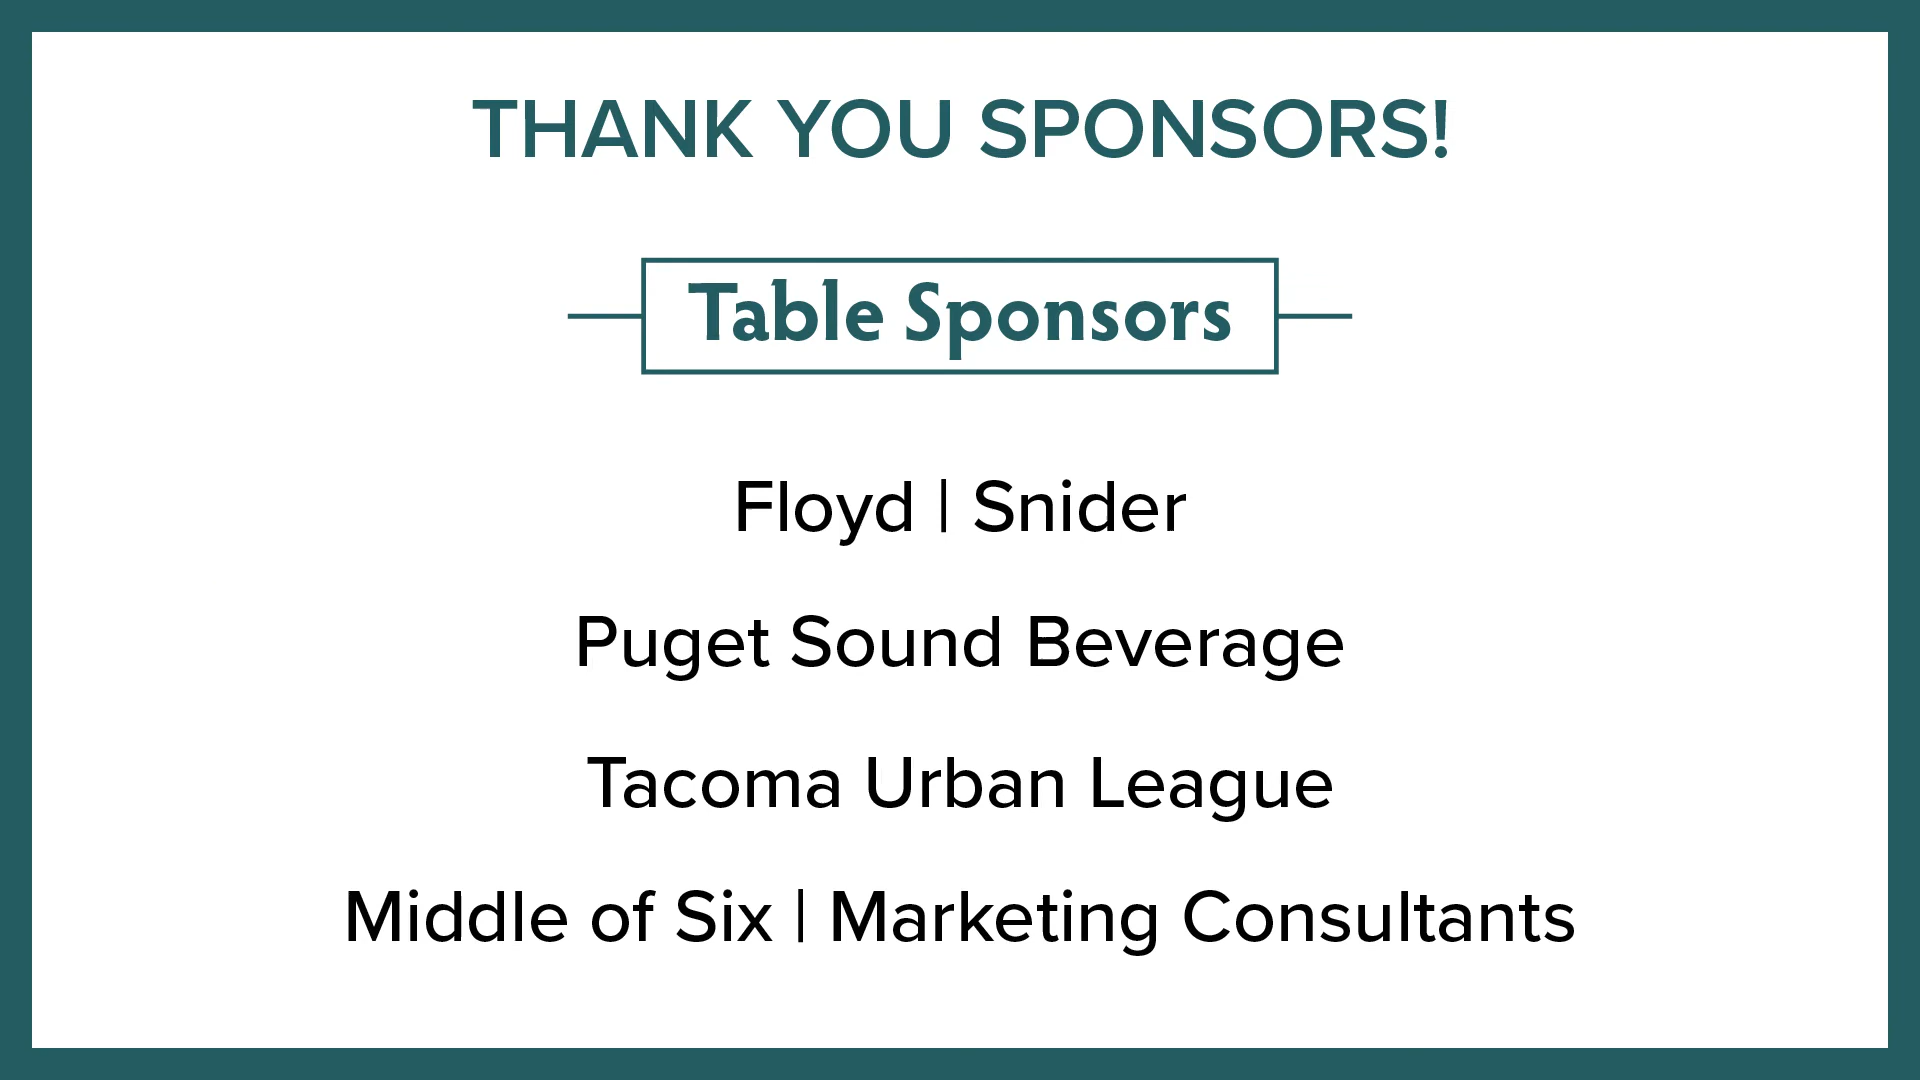 THANK YOU SPONSORS!
Table Sponsors
Floyd | Snider
Puget Sound Beverage
Tacoma Urban League
Middle of Six | Marketing Consultants